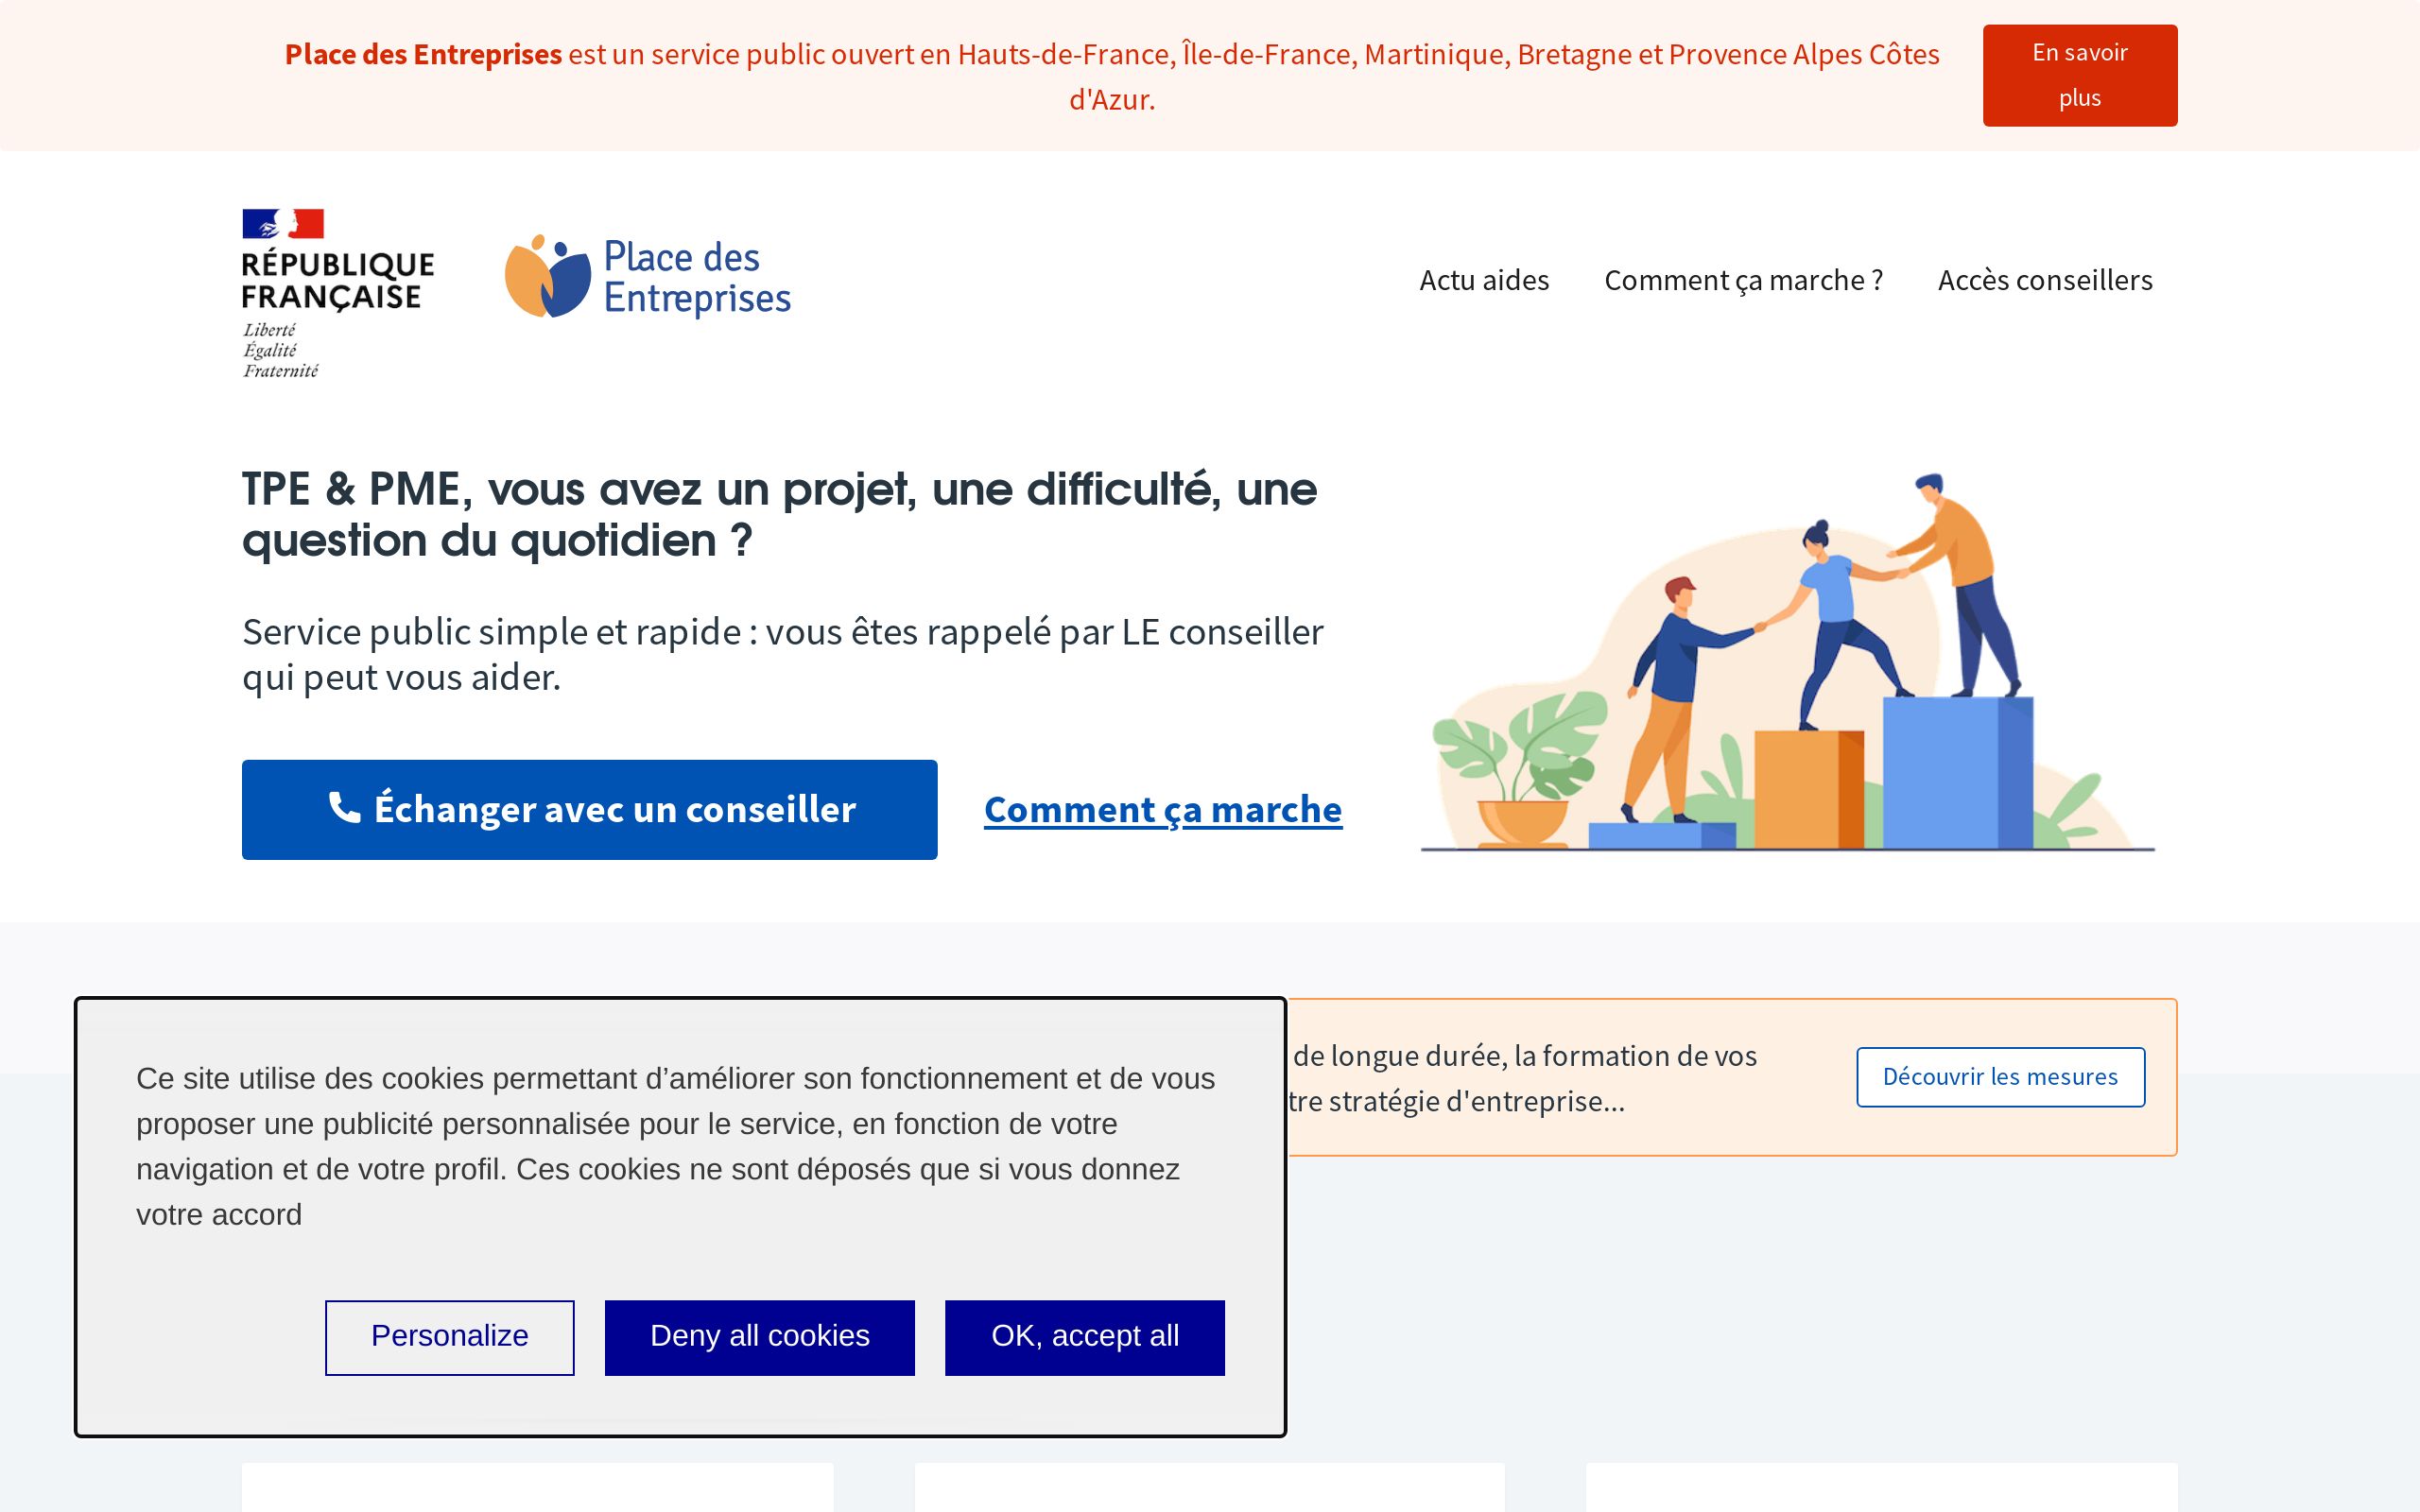 Place des Entreprises est un service public ouvert en Hauts-de-France, Île-de-France, Martinique, Bretagne et Provence Alpes Côtes
d'Azur.
En savoir
plus
RÉPUBLIQUE
FRANÇAISE
Liberté
Égalité
Fraternité
Place des
Entreprises
Actu aides
Comment ça marche ?
Accès conseillers
TPE & PME, vous avez un projet, une difficulté, une
question du quotidien ?
Service public simple et rapide : vous êtes rappelé par LE conseiller
qui peut vous aider.
Échanger avec un conseiller
Comment ça marche
de longue durée, la formation de vos
tre stratégie d'entreprise...
Découvrir les mesures
Ce site utilise des cookies permettant d’améliorer son fonctionnement et de vous
proposer une publicité personnalisée pour le service, en fonction de votre
navigation et de votre profil. Ces cookies ne sont déposés que si vous donnez
votre accord
Personalize
Deny all cookies
OK, accept all